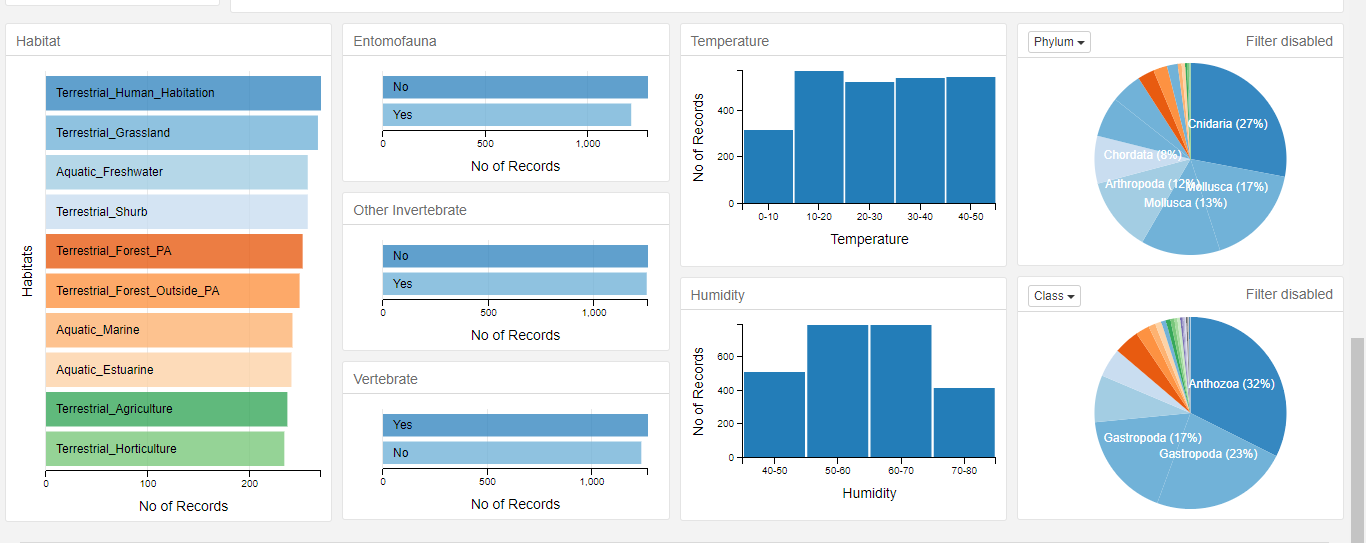 Habitat
Habitats
Terrestrial_Human_Habitation
Terrestrial_Grassland
Aquatic_Freshwater
Terrestrial_Shurb
Terrestrial_Forest_PA
Terrestrial_Forest_Outside_PA
Aquatic_Marine
Aquatic_Estuarine
Terrestrial_Agriculture
Terrestrial_Horticulture
0 100 200
No of Records
Entomofauna
No
Yes
0 500 1,000
No of Records
Other Invertebrate
No
Yes
0 500 1,000
No of Records
Vertebrate
Yes
No
0 500 1,000
No of Records
Temperature
No of Records
400
200
0
0-10 10-20 20-30 30-40 40-50
Temperature
Humidity
No of Records
600
400
200
0
40-50 50-60 60-70 70-80
Humidity
Phylum Filter disabled
Cnidaria (27%)
Chordata (8%)
Arthropoda (12%)
Mollusca (17%)
Mollusca (13%)
Class Filter disabled
Anthozoa (32%)
Gastropoda (17%)
Gastropoda (23%)